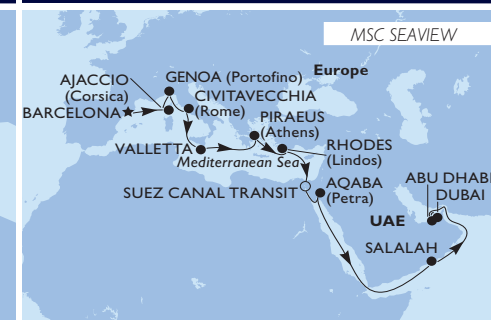 MSC SEAVIEW
AJACCIO
(Corsica)
GENOA (Portofino)
Europe
BARCELONA
CIVITAVECCHIA
(Rome)
PIRAEUS
(Athens)
VALLETTA
Mediterranean Sea
RHODES
(Lindos)
SUEZ CANAL TRANSIT
AQABA
(Petra)
ABU DHABI
DUBAI
UAE
SALALAH